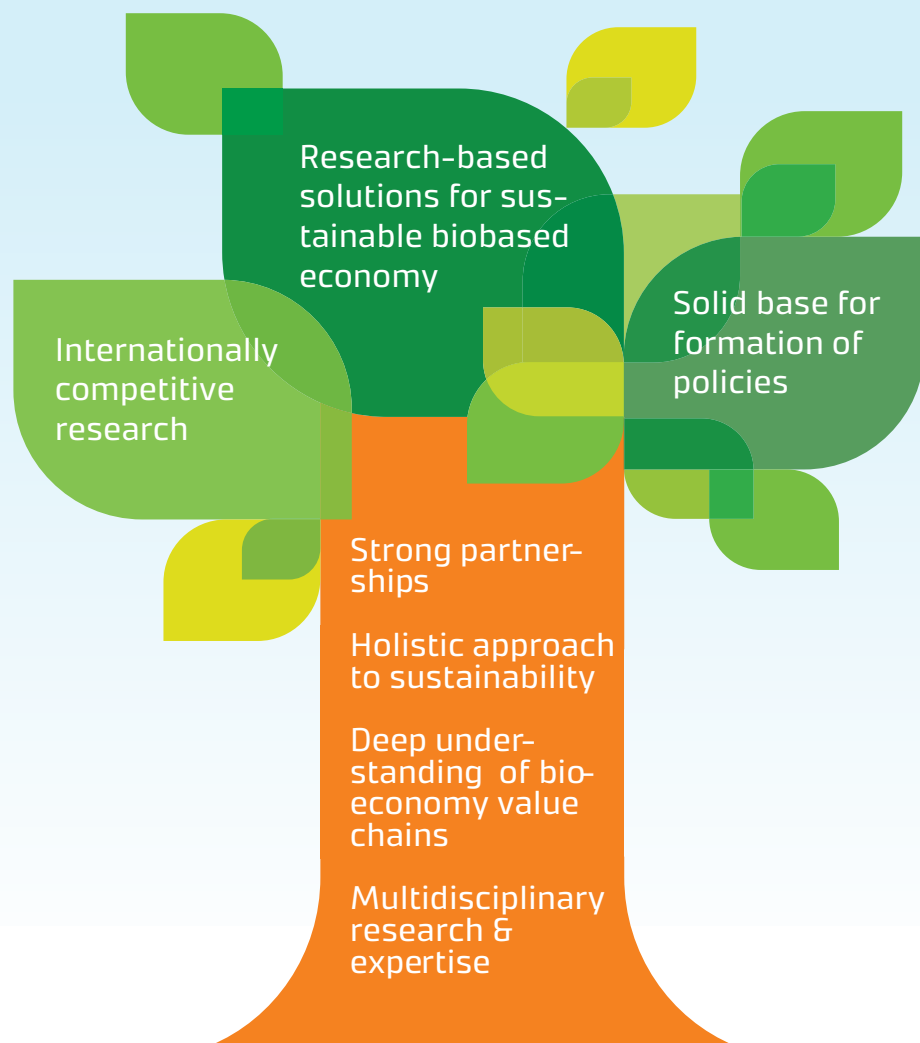 Research-based
solutions for sus-
tainable biobased
economy
Internationally
competitive
research
Solid base for
formation of
policies
Strong partner-
ships
Holistic approach
to sustainability
Deep under-
standing of bio-
economy value
chains
Multidisciplinary
research &
expertise